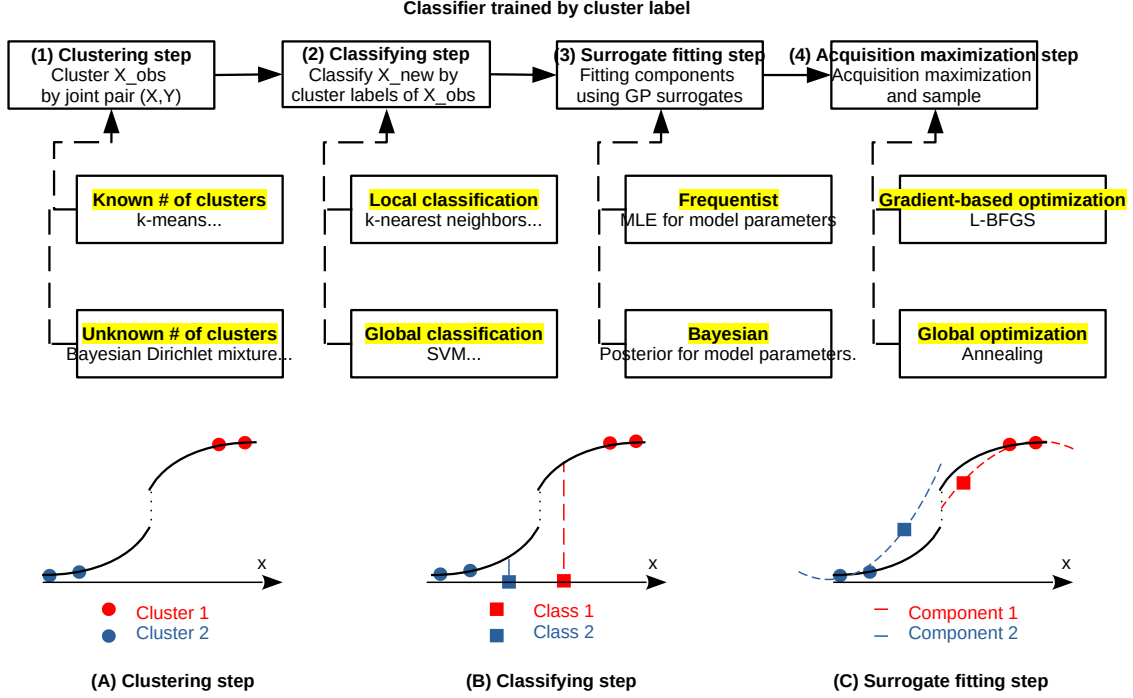 Classifier trained by cluster label
(1) Clustering step
Cluster X_obs
by joint pair (X,Y)
(2) Classifying step
Classify X_new by
cluster labels of X_obs
(3) Surrogate fitting step
Fitting components
using GP surrogates
(4) Acquisition maximization step
Acquisition maximization
and sample
Known # of clusters
k-means...
Local classification
k-nearest neighbors...
Frequentist
MLE for model parameters
Gradient-based optimization
L-BFGS
Unknown # of clusters
Bayesian Dirichlet mixture...
Global classification
SVM...
Bayesian
Posterior for model parameters.
Global optimization
Annealing
x
Cluster 1
Cluster 2
(A) Clustering step
x
Class 1
Class 2
(B) Classifying step
x
Component 1
Component 2
(C) Surrogate fitting step